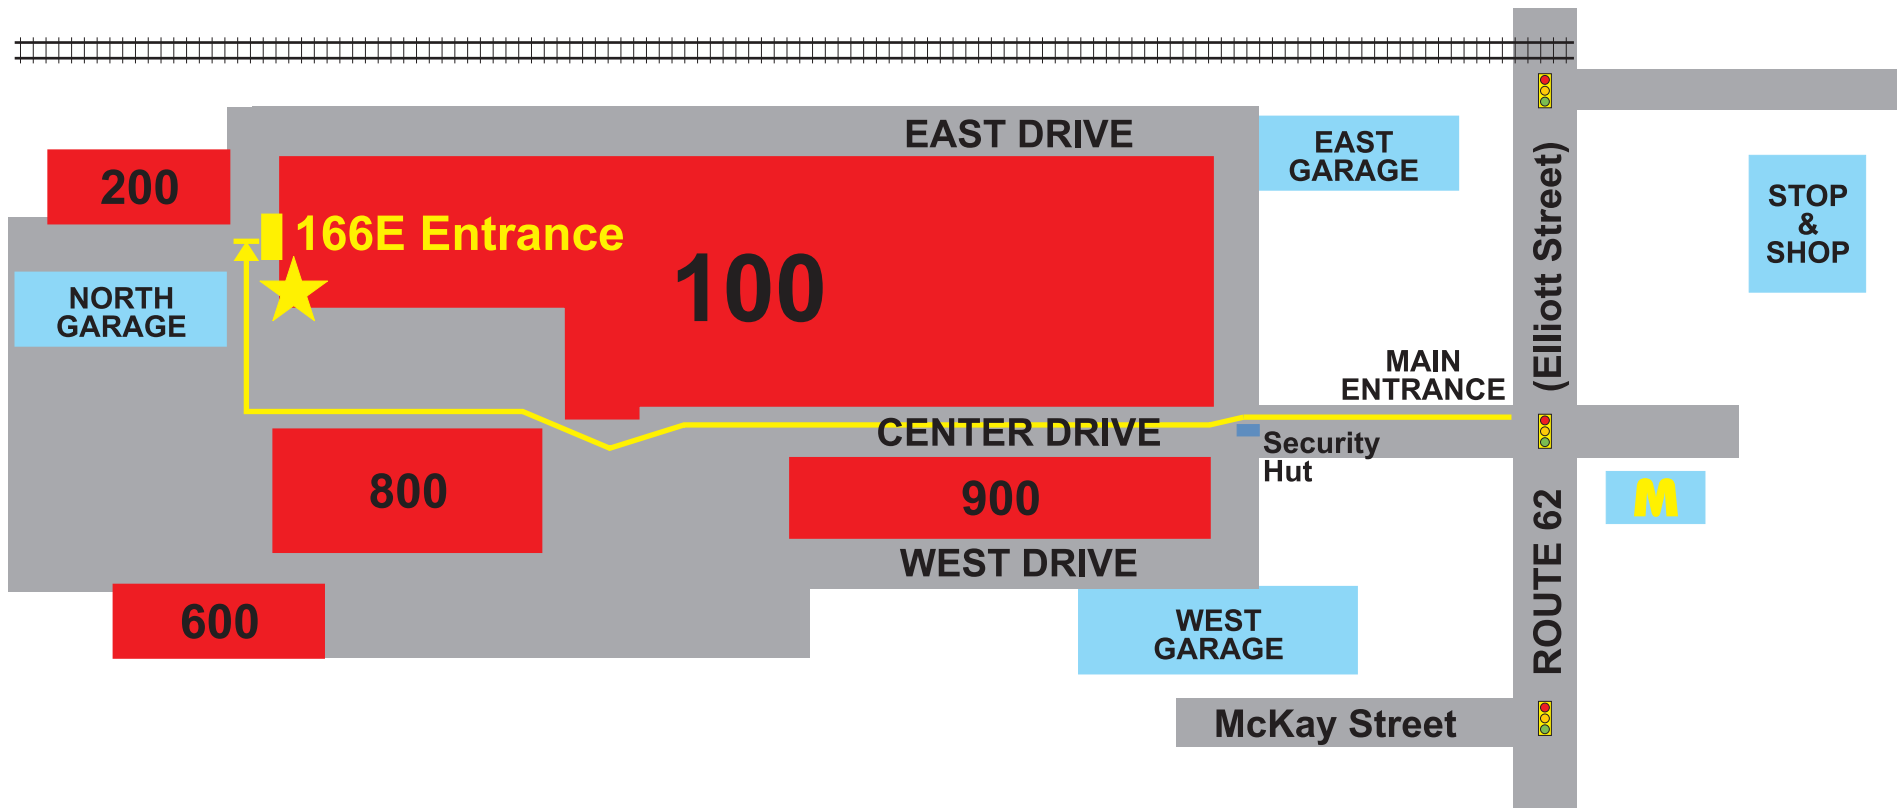 EAST DRIVE
EAST
GARAGE
200
166E Entrance
100
NORTH
GARAGE
STOP
&
SHOP
(Elliott Street)
MAIN
ENTRANCE
CENTER DRIVE
Security
Hut
800
900
M
WEST DRIVE
ROUTE 62
600
WEST
GARAGE
McKay Street